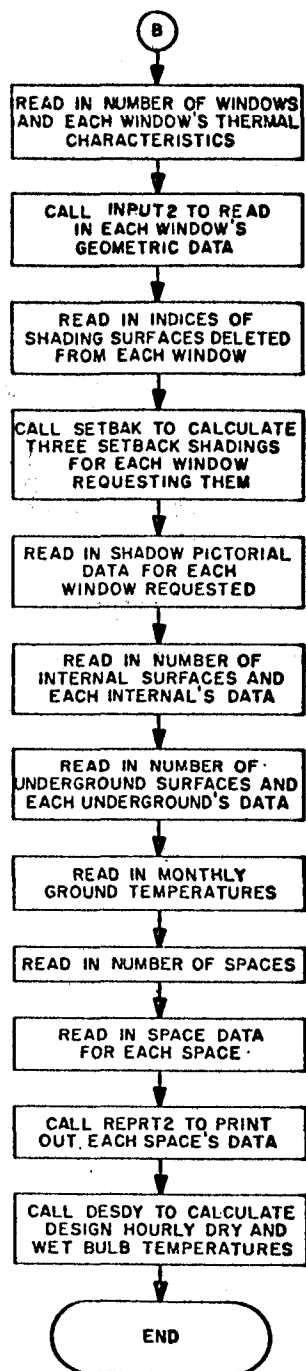 B
READ IN NUMBER OF WINDOWS
AND EACH WINDOW'S THERMAL
CHARACTERISTICS
CALL INPUT2 TO READ
IN EACH WINDOW'S
GEOMETRIC DATA
READ IN INDICES OF
SHADING SURFACES DELETED
FROM EACH WINDOW
CALL SETBAK TO CALCULATE
THREE SETBACK SHADINGS
FOR EACH WINDOW
REQUESTING THEM
READ IN SHADOW PICTORIAL
DATA FOR EACH
WINDOW REQUESTED
READ IN NUMBER OF
INTERNAL SURFACES AND
EACH INTERNAL'S DATA
READ IN NUMBER OF
UNDERGROUND SURFACES AND
EACH UNDERGROUND'S DATA
READ IN MONTHLY
GROUND TEMPERATURES
READ IN NUMBER OF SPACES
READ IN SPACE DATA
FOR EACH SPACE
CALL REPRT2 TO PRINT
OUT EACH SPACE'S DATA
CALL DESDY TO CALCULATE
DESIGN HOURLY DRY AND
WET BULB TEMPERATURES
END